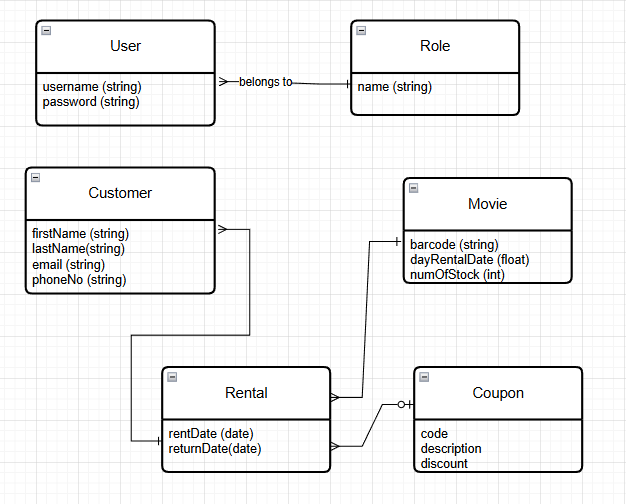 User
username (string)
password (string)
belongs to
Role
name (string)
Customer
firstName (string)
lastName(string)
email (string)
phoneNo (string)
Movie
barcode (string)
dayRentalDate (float)
numOfStock (int)
Rental
rentDate (date)
returnDate(date)
Coupon
code
description
discount